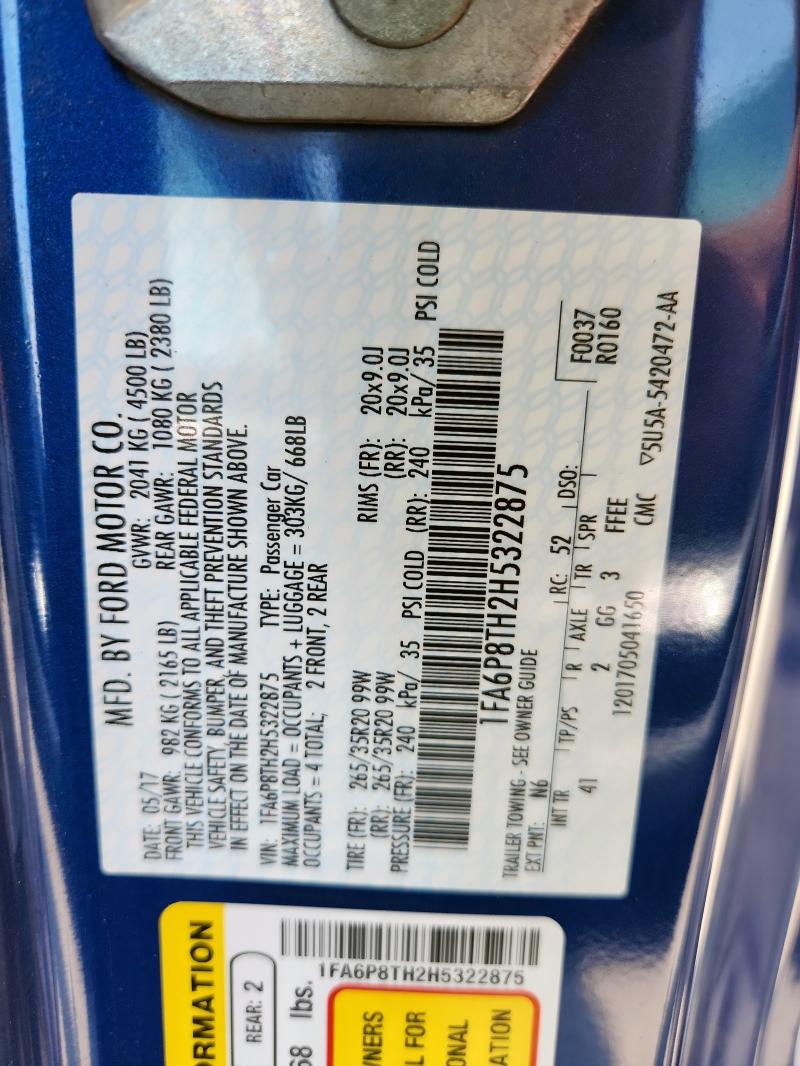 MFD. BY FORD MOTOR CO.
DATE: 05/17 GVWR: 2041 KG ( 4500 LB)
FRONT GAWR: 982 KG ( 2165 LB) REAR GAWR: 1080 KG ( 2380 LB)
THIS VEHICLE CONFORMS TO ALL APPLICABLE FEDERAL MOTOR
VEHICLE SAFETY, BUMPER, AND THEFT PREVENTION STANDARDS
IN EFFECT ON THE DATE OF MANUFACTURE SHOWN ABOVE.
VIN: 1FA6P8TH2H5322875 TYPE: Passenger Car
MAXIMUM LOAD = OCCUPANTS + LUGGAGE = 303KG/ 668LB
OCCUPANTS = 4 TOTAL; 2 FRONT, 2 REAR
TIRE (FR): 265/35R20 99W RIMS (FR): 20x9.0J
(RR): 265/35R20 99W (RR): 20x9.0J
PRESSURE (FR): 240 kPa/ 35 PSI COLD (RR): 240 kPa/ 35 PSI COLD
1FA6P8TH2H5322875
TRAILER TOWING - SEE OWNER GUIDE
EXT PNT: N6 RC: 52 DSO: F0037
R0160
INT TR TP/PS R AXLE TR SPR
41 2 GG 3 FFEE
1201705041650 CMC ▽5U5A-5420472-AA
RMATION
REAR: 2
68 lbs.
1FA6P8TH2H5322875
NERS
L FOR
ONAL
ATION